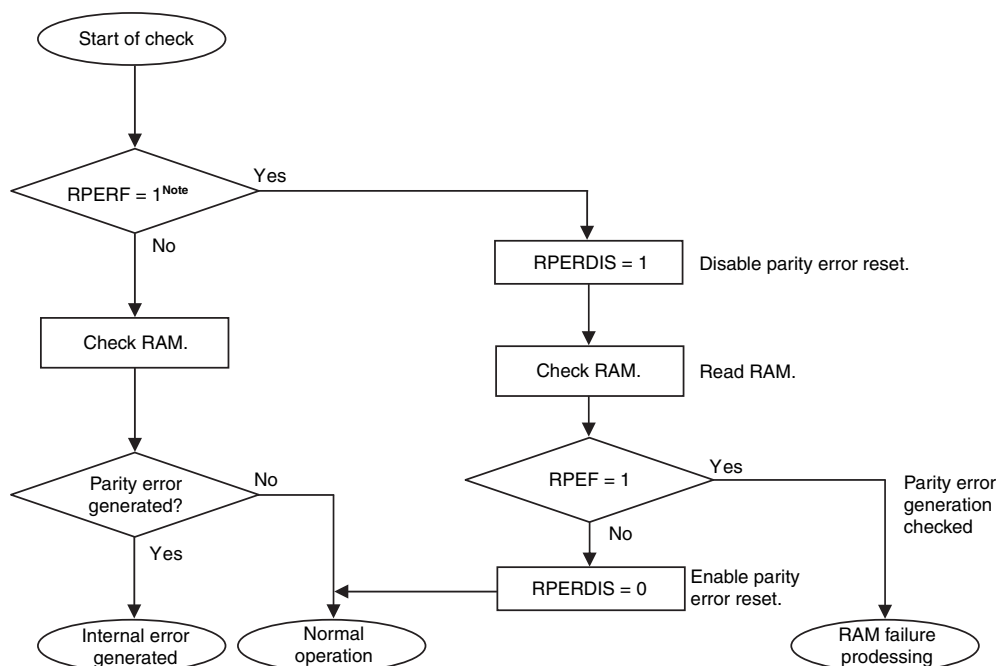 Start of check
RPERF = 1Note
Yes
No
RPERDIS = 1
Disable parity error reset.
Check RAM.
Check RAM.
Read RAM.
Parity error
generated?
No
Yes
RPEF = 1
Yes
No
Parity error
generation
checked
RPERDIS = 0
Enable parity
error reset.
Internal error
generated
Normal
operation
RAM failure
prodessing